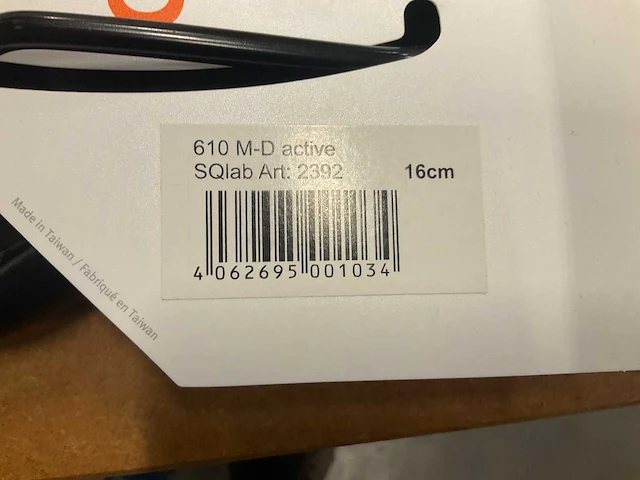 610 M-D active
SQlab Art: 2392 16cm
4 062695 001034
Made in Taiwan / Fabriqué en Taiwan